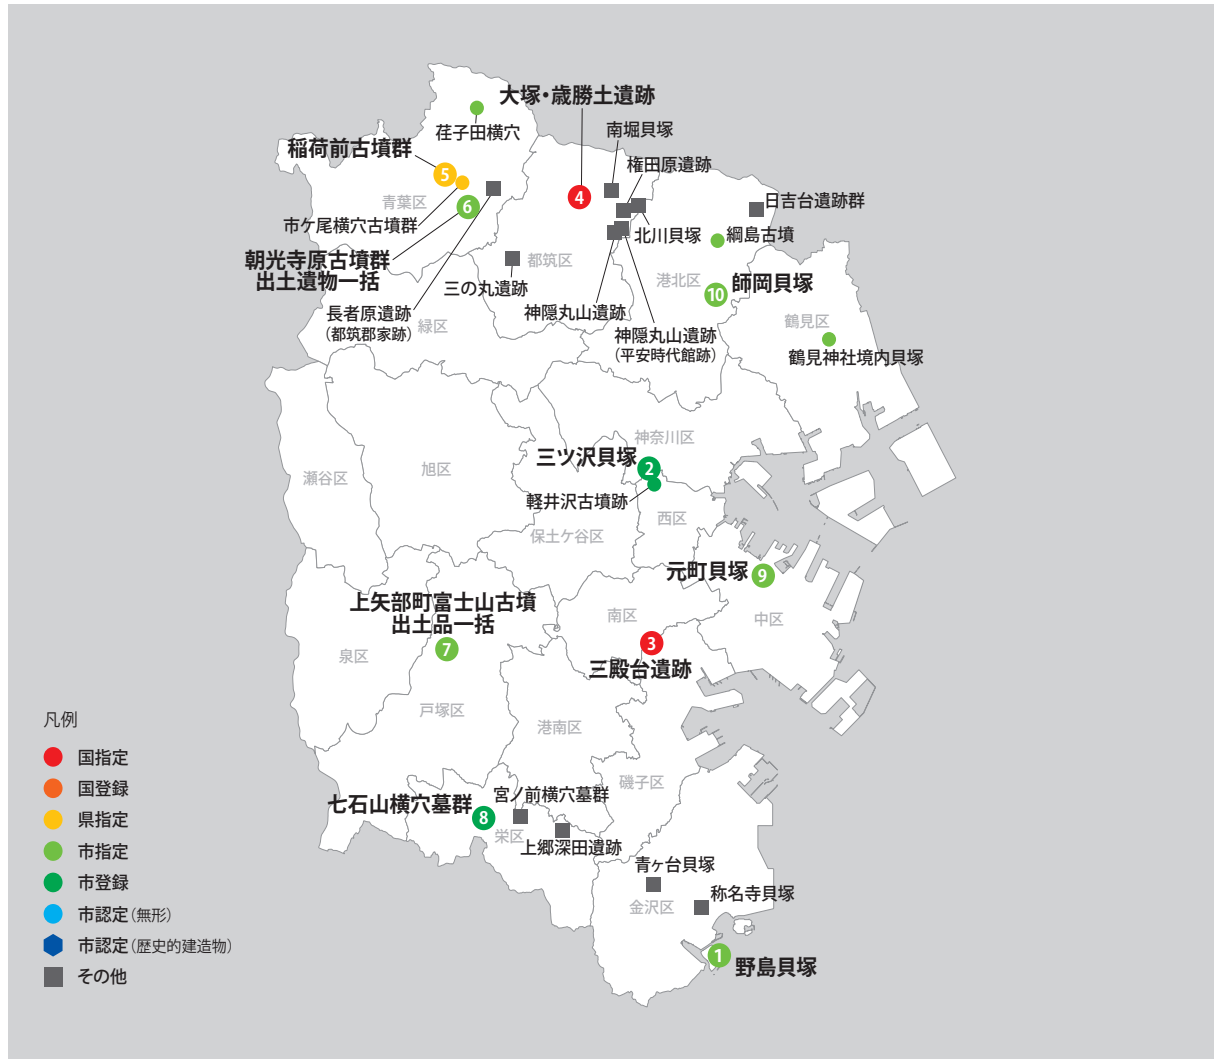 大塚・歳勝土遺跡
荏子田横穴
南堀貝塚
稲荷前古墳群
権田原遺跡
5
4
青葉区
6
日吉台遺跡群
市ケ尾横穴古墳群
北川貝塚
綱島古墳
朝光寺原古墳群
出土遺物一括
都筑区
港北区
師岡貝塚
10
三の丸遺跡
長者原遺跡
(都筑郡家跡)
緑区
神隠丸山遺跡
神隠丸山遺跡
(平安時代館跡)
鶴見区
鶴見神社境内貝塚
神奈川区
三ツ沢貝塚
2
旭区
瀬谷区
軽井沢古墳跡
西区
保土ケ谷区
元町貝塚
9
上矢部町富士山古墳
出土品一括
7
南区
中区
3
三殿台遺跡
泉区
戸塚区
港南区
磯子区
七石山横穴墓群
8
宮ノ前横穴墓群
栄区
上郷深田遺跡
青ヶ台貝塚
称名寺貝塚
金沢区
1
野島貝塚
凡例
国指定
国登録
県指定
市指定
市登録
市認定(無形)
市認定(歴史的建造物)
その他